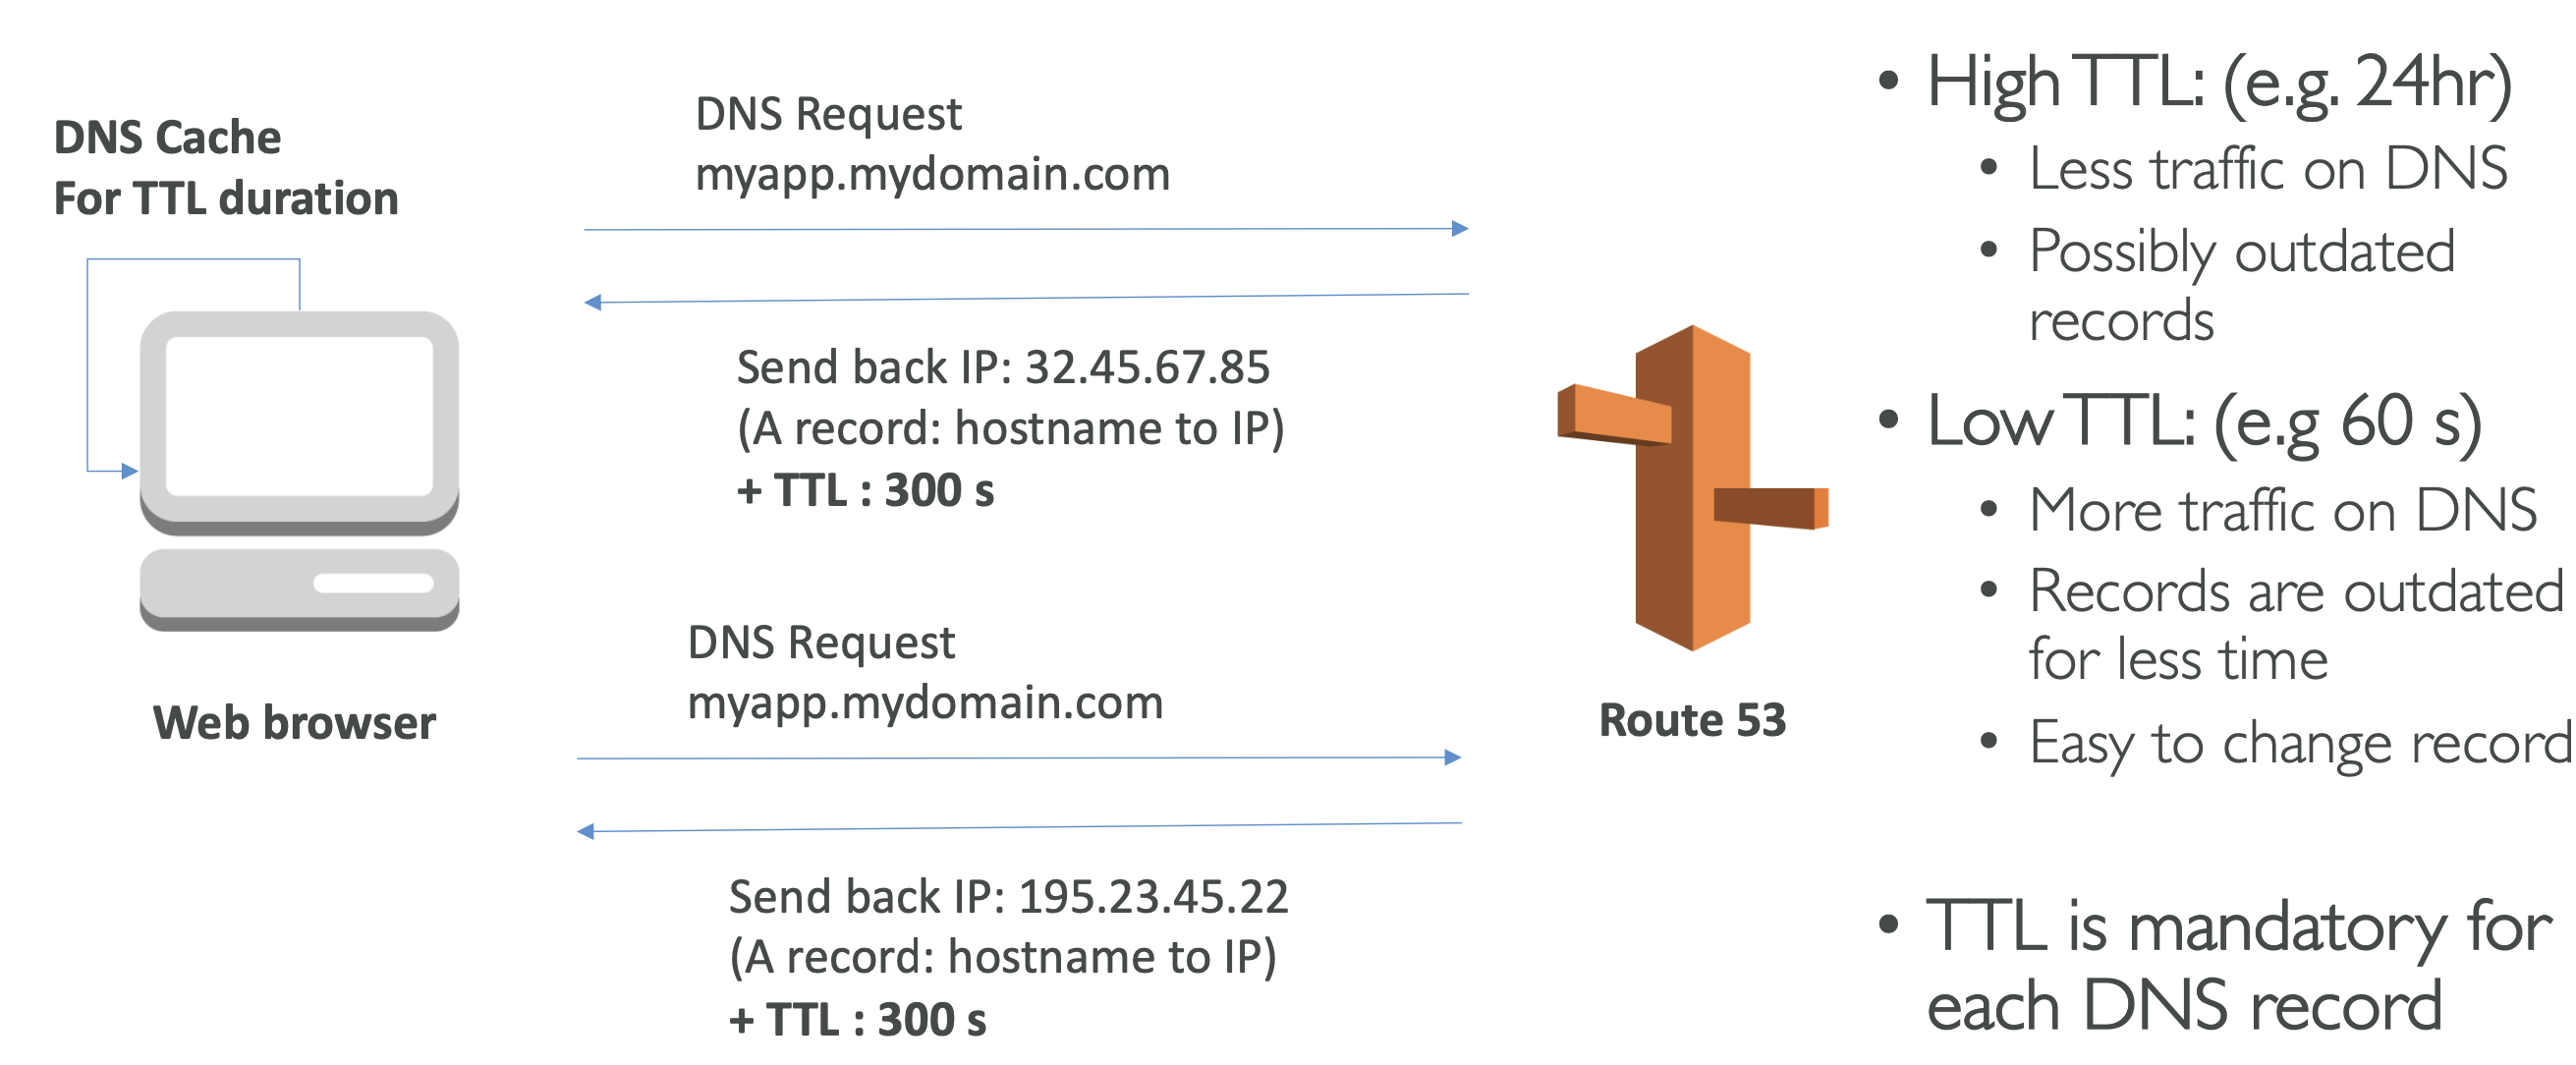 DNS Cache
For TTL duration
Web browser
DNS Request
myapp.mydomain.com
Send back IP: 32.45.67.85
(A record: hostname to IP)
+ TTL : 300 s
DNS Request
myapp.mydomain.com
Send back IP: 195.23.45.22
(A record: hostname to IP)
+ TTL : 300 s
Route 53
• High TTL: (e.g. 24hr)
• Less traffic on DNS
• Possibly outdated
records
• Low TTL: (e.g 60 s)
• More traffic on DNS
• Records are outdated
for less time
• Easy to change record
• TTL is mandatory for
each DNS record